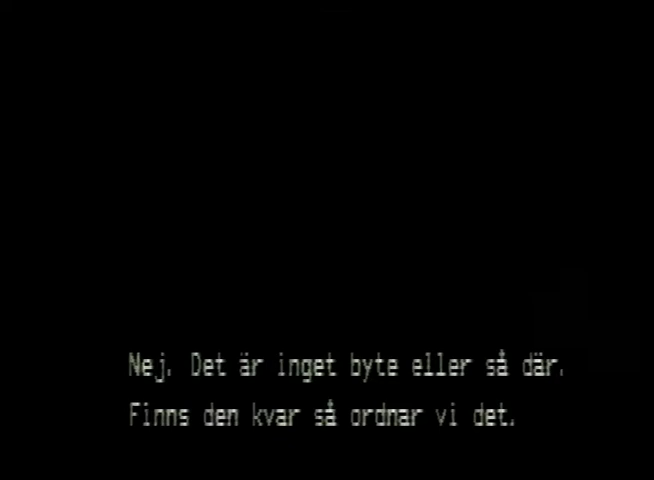 Nej. Det är inget byte eller så där.
Finns den kvar så ordnar vi det.